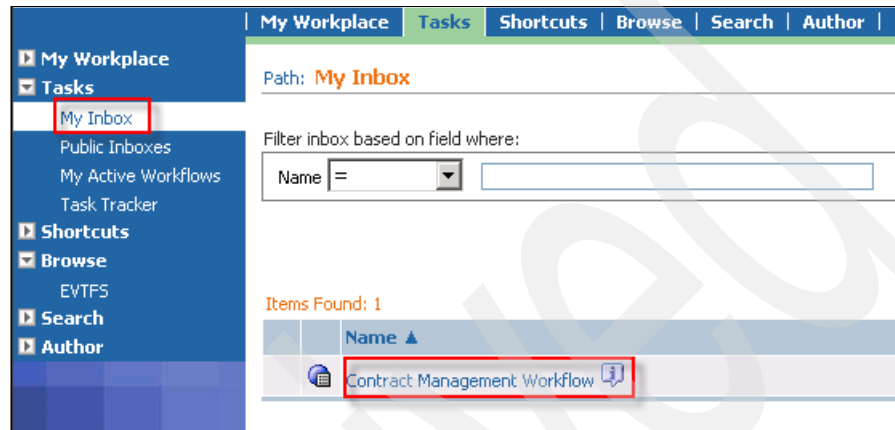 My Workplace | Tasks | Shortcuts | Browse | Search | Author |
My Workplace
Tasks
My Inbox
Public Inboxes
My Active Workflows
Task Tracker
Shortcuts
Browse
EVTFS
Search
Author
Path: My Inbox
Filter inbox based on field where:
Name =
Items Found: 1
Name
Contract Management Workflow